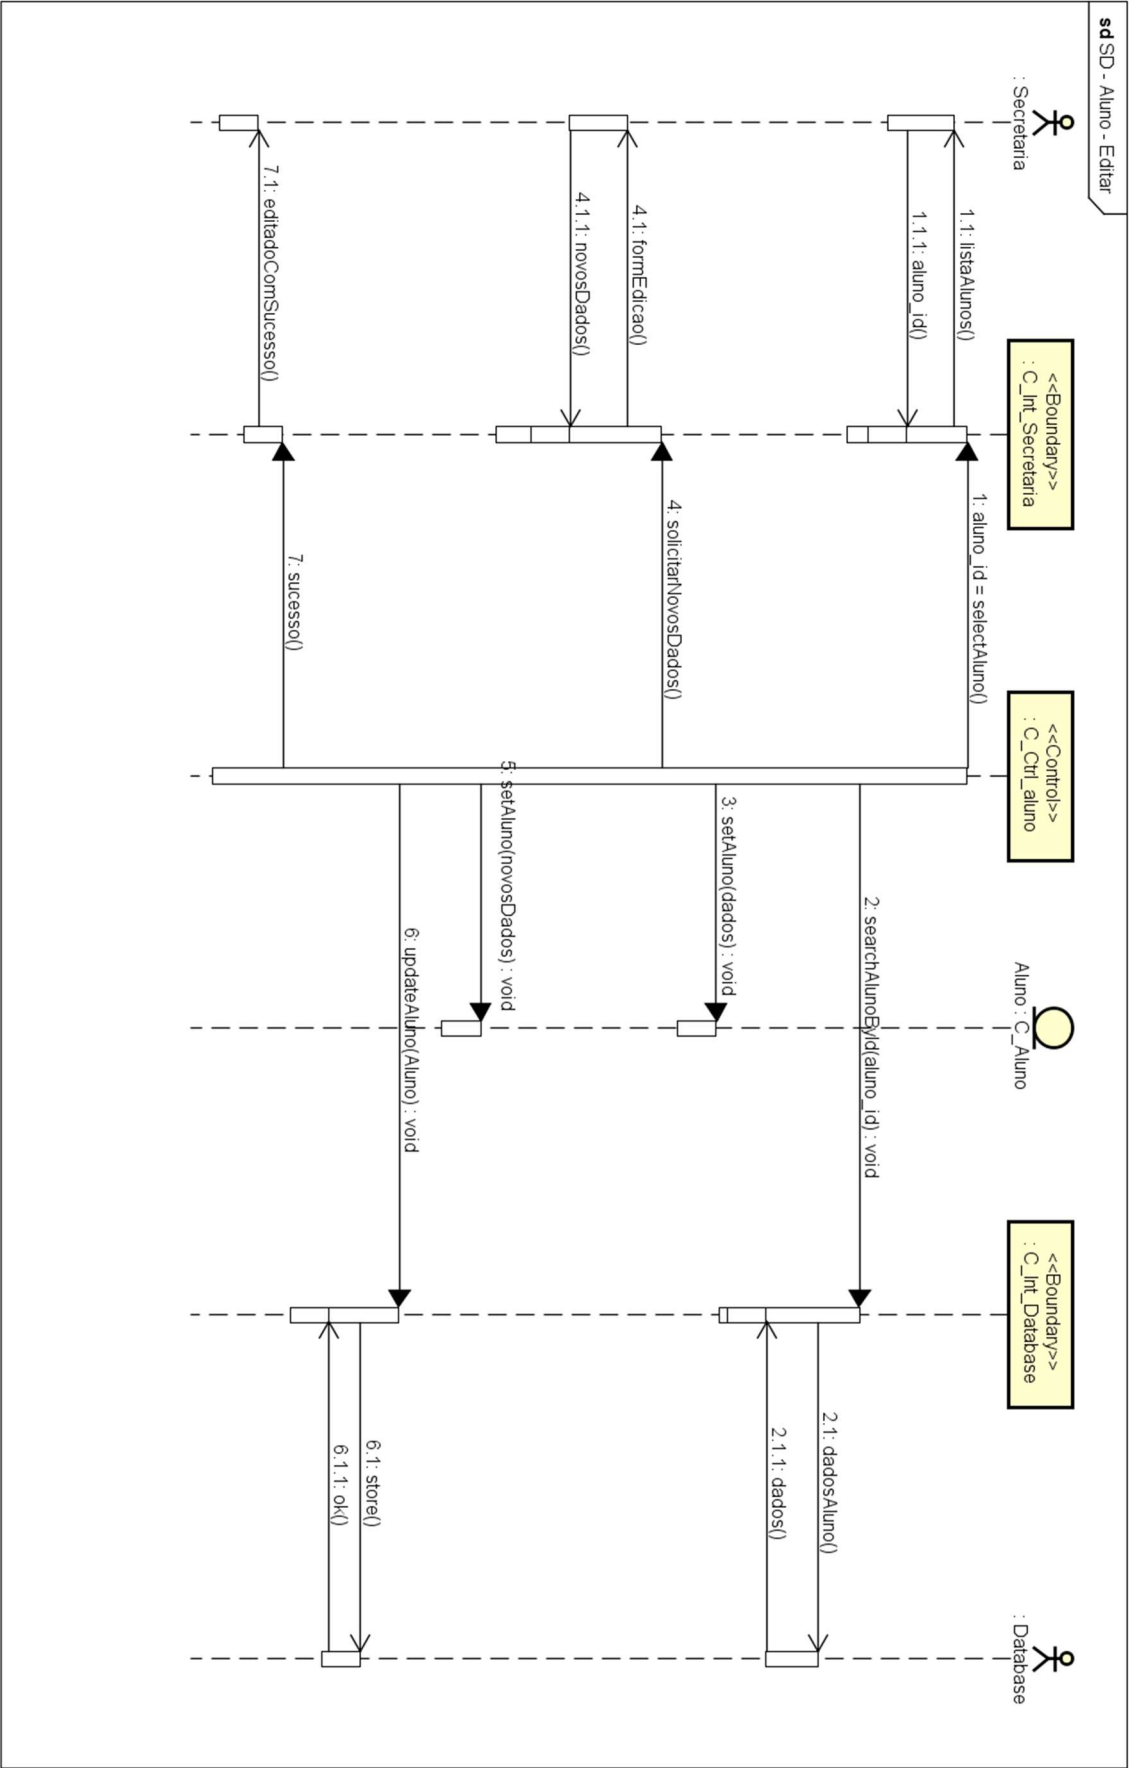 sd SD - Aluno - Editar
: Secretaria
<<Boundary>>
: C_Int_Secretaria
<<Control>>
: C_Ctrl_aluno
Aluno : C_Aluno
<<Boundary>>
: C_Int_Database
: Database
1: aluno_id = selectAluno()
1.1: listaAlunos()
1.1.1: aluno_id()
2: searchAlunoById(aluno_id) : void
2.1: dadosAluno()
2.1.1: dados()
3: setAluno(dados) : void
4: solicitarNovosDados()
4.1: formEdicao()
4.1.1: novosDados()
5: setAluno(novosDados) : void
6: updateAluno(Aluno) : void
6.1: store()
6.1.1: ok()
7: sucesso()
7.1: editadoComSucesso()